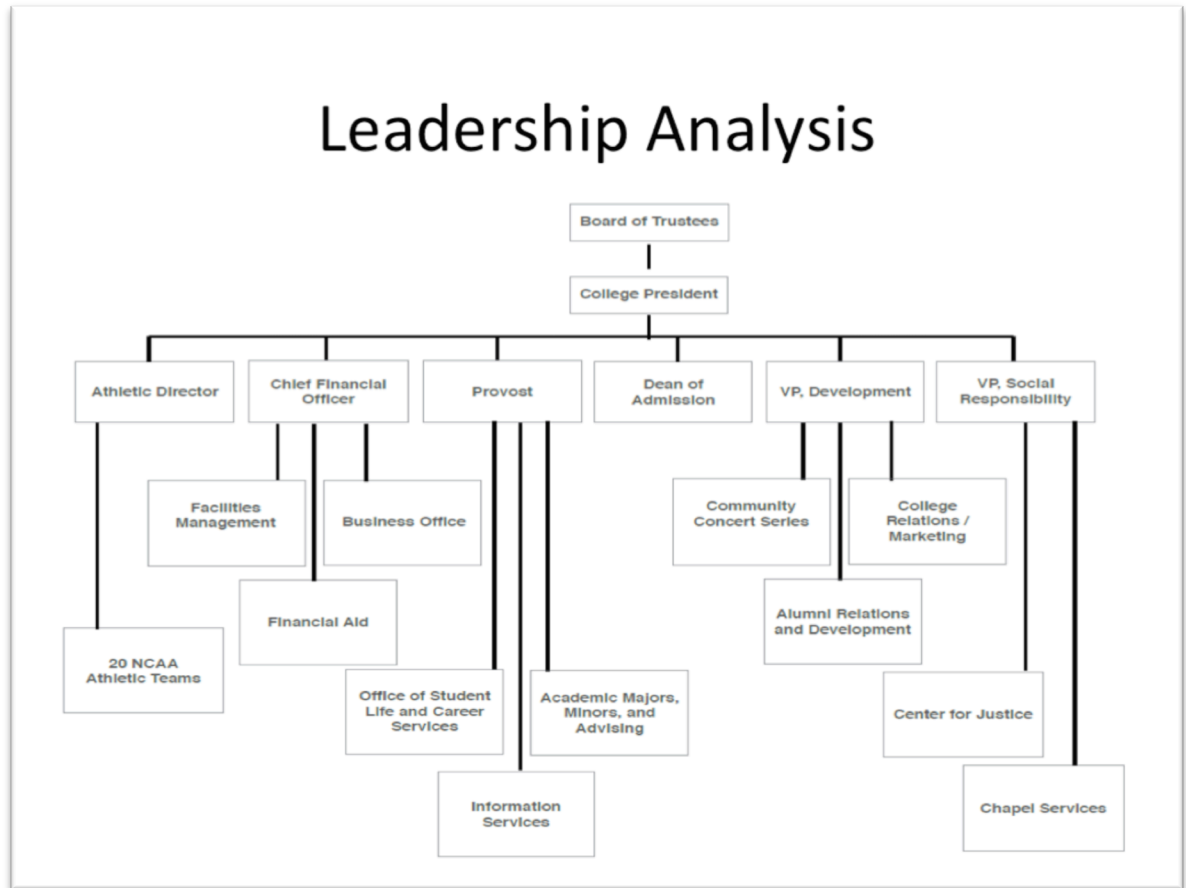 Leadership Analysis
Board of Trustees
College President
Athletic Director
Chief Financial
Officer
Provost
Dean of
Admission
VP, Development
VP, Social
Responsibility
Facilities
Management
Business Office
Community
Concert Series
College
Relations /
Marketing
Financial Aid
Alumni Relations
and Development
20 NCAA
Athletic Teams
Office of Student
Life and Career
Services
Academic Majors,
Minors, and
Advising
Center for Justice
Information
Services
Chapel Services